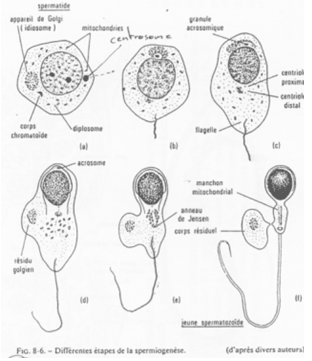 spermatide
appareil de Golgi
( idiosome )
mitochondries
centrosome
corps
chromatoïde
diplosome
(a)
(b)
granule
acrosomique
centriole
proxima
centriole
distal
flagelle
(c)
acrosome
résidu
golgien
(d)
anneau
de Jensen
corps résiduel
(e)
manchon
mitochondrial
(f)
jeune spermatozoïde
FIG. 8-6. – Différentes étapes de la spermiogenèse.
(d'après divers auteurs)